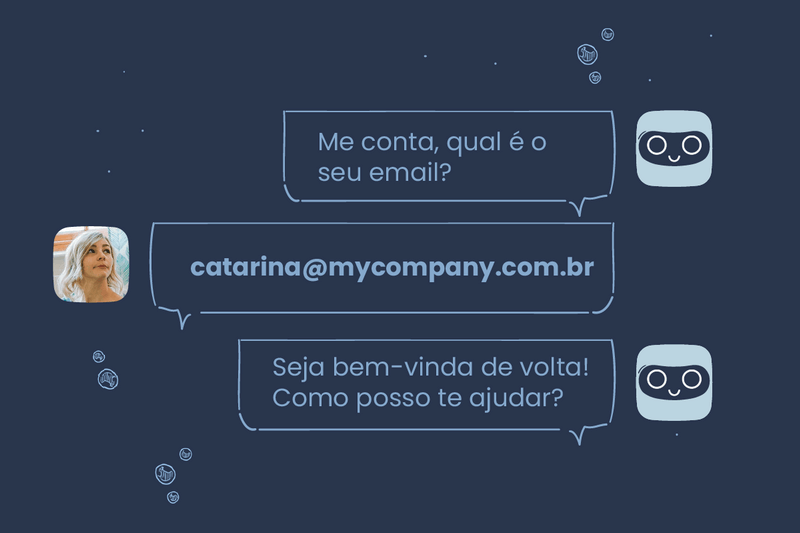 Me conta, qual é o
seu email?
catarina@mycompany.com.br
Seja bem-vinda de volta!
Como posso te ajudar?